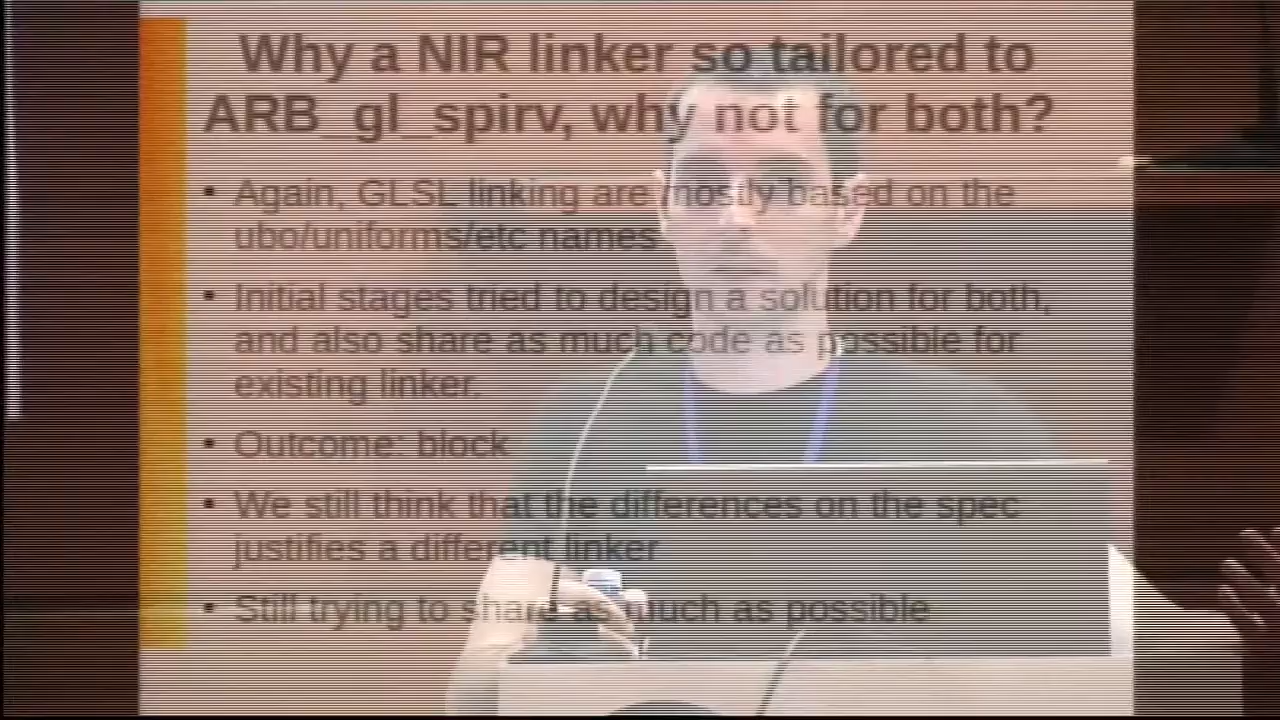 Why a NIR linker so tailored to
ARB_gl_spirv, why not for both?
• Again, GLSL linking are mostly based on the
ubo/uniforms/etc names
• Initial stages tried to design a solution for both,
and also share as much code as possible for
existing linker.
• Outcome: block
• We still think that the differences on the spec
justifies a different linker
• Still trying to share as much as possible